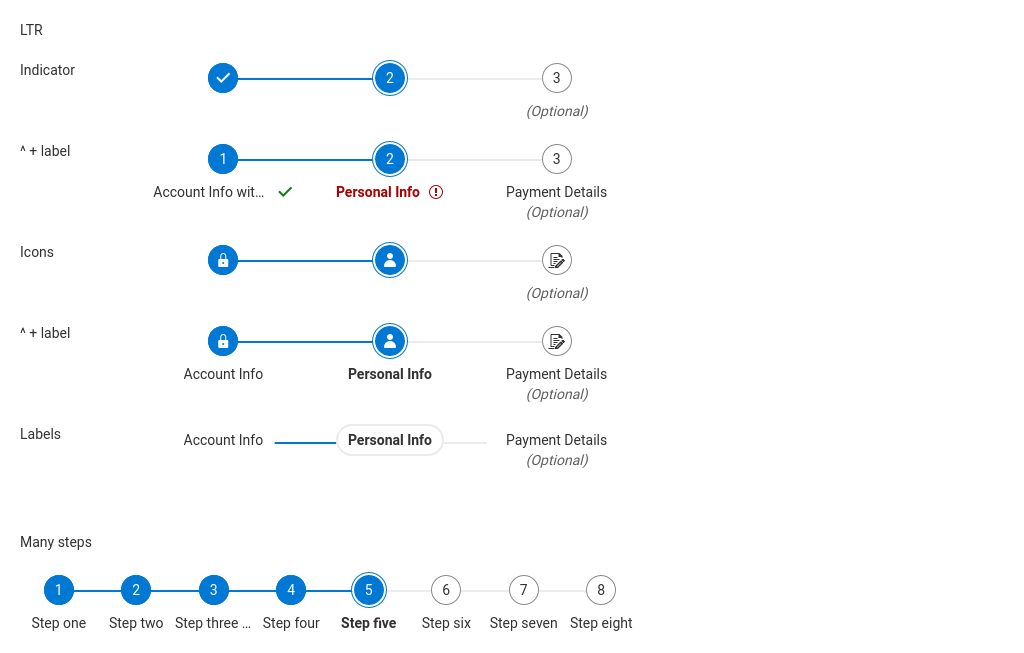 LTR
Indicator
2
3
(Optional)
^ + label
1
2
3
Account Info wit...
Personal Info
Payment Details
(Optional)
Icons
(Optional)
^ + label
Account Info
Personal Info
Payment Details
(Optional)
Labels
Account Info
Personal Info
Payment Details
(Optional)
Many steps
1 2 3 4 5 6 7 8
Step one Step two Step three ... Step four Step five Step six Step seven Step eight